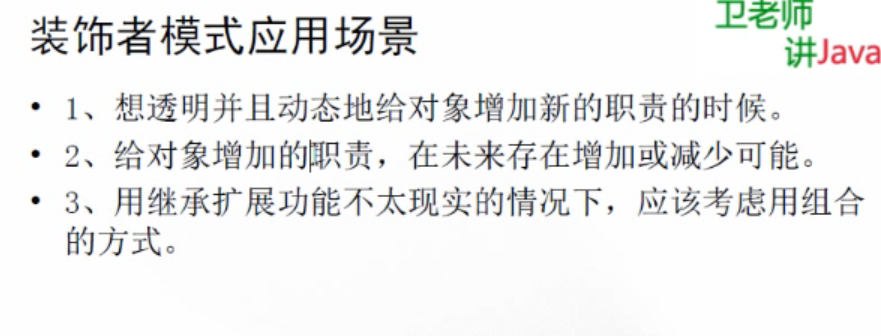 装饰者模式应用场景
卫老师
讲Java
• 1、想透明并且动态地给对象增加新的职责的时候。
• 2、给对象增加的职责，在未来存在增加或减少可能。
• 3、用继承扩展功能不太现实的情况下，应该考虑用组合
的方式。